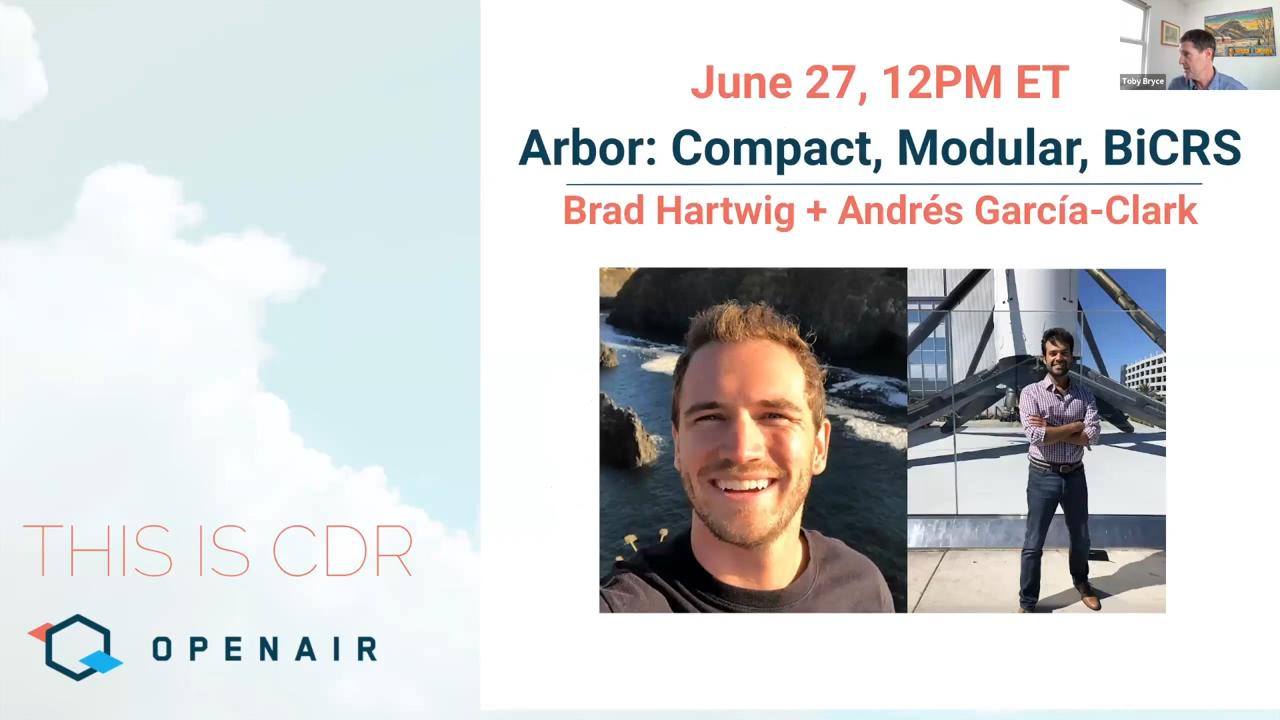 June 27, 12PM ET
Toby Bryce
Arbor: Compact, Modular, BiCRS
Brad Hartwig + Andrés García-Clark
THIS IS CDR
OPENAIR